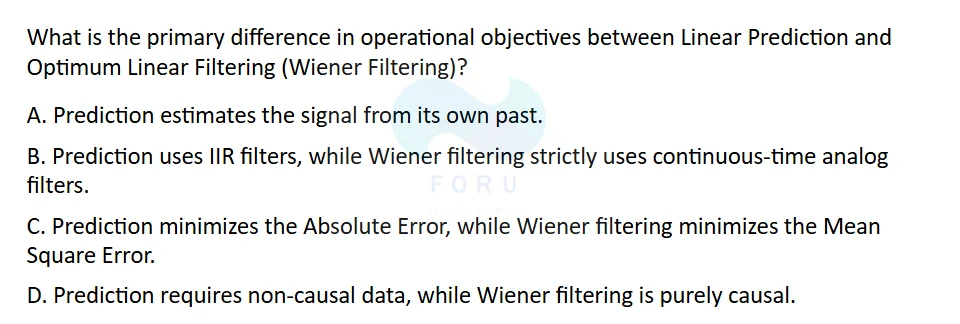 What is the primary difference in operational objectives between Linear Prediction and
Optimum Linear Filtering (Wiener Filtering)?
A. Prediction estimates the signal from its own past.
B. Prediction uses IIR filters, while Wiener filtering strictly uses continuous-time analog
filters.
FORU
C. Prediction minimizes the Absolute Error, while Wiener filtering minimizes the Mean
Square Error.
D. Prediction requires non-causal data, while Wiener filtering is purely causal.